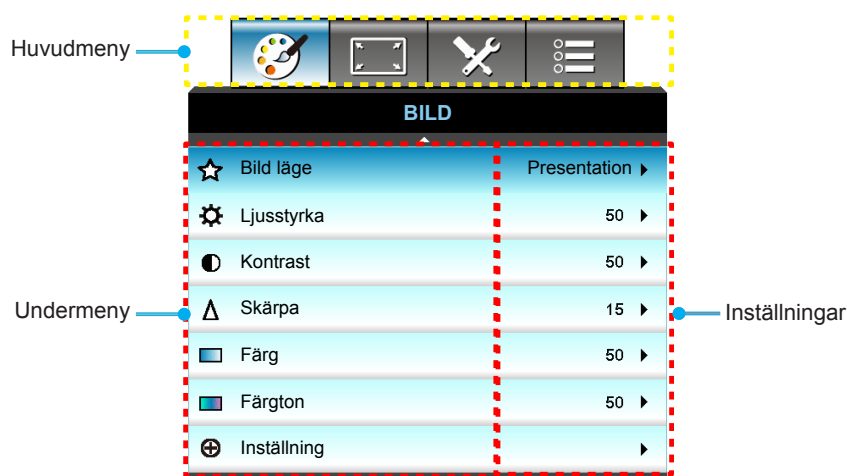 Huvudmeny
BILD
Bild läge Presentation
Ljusstyrka 50
Kontrast 50
Undermeny Skärpa 15 Inställningar
Färg 50
Färgton 50
Inställning